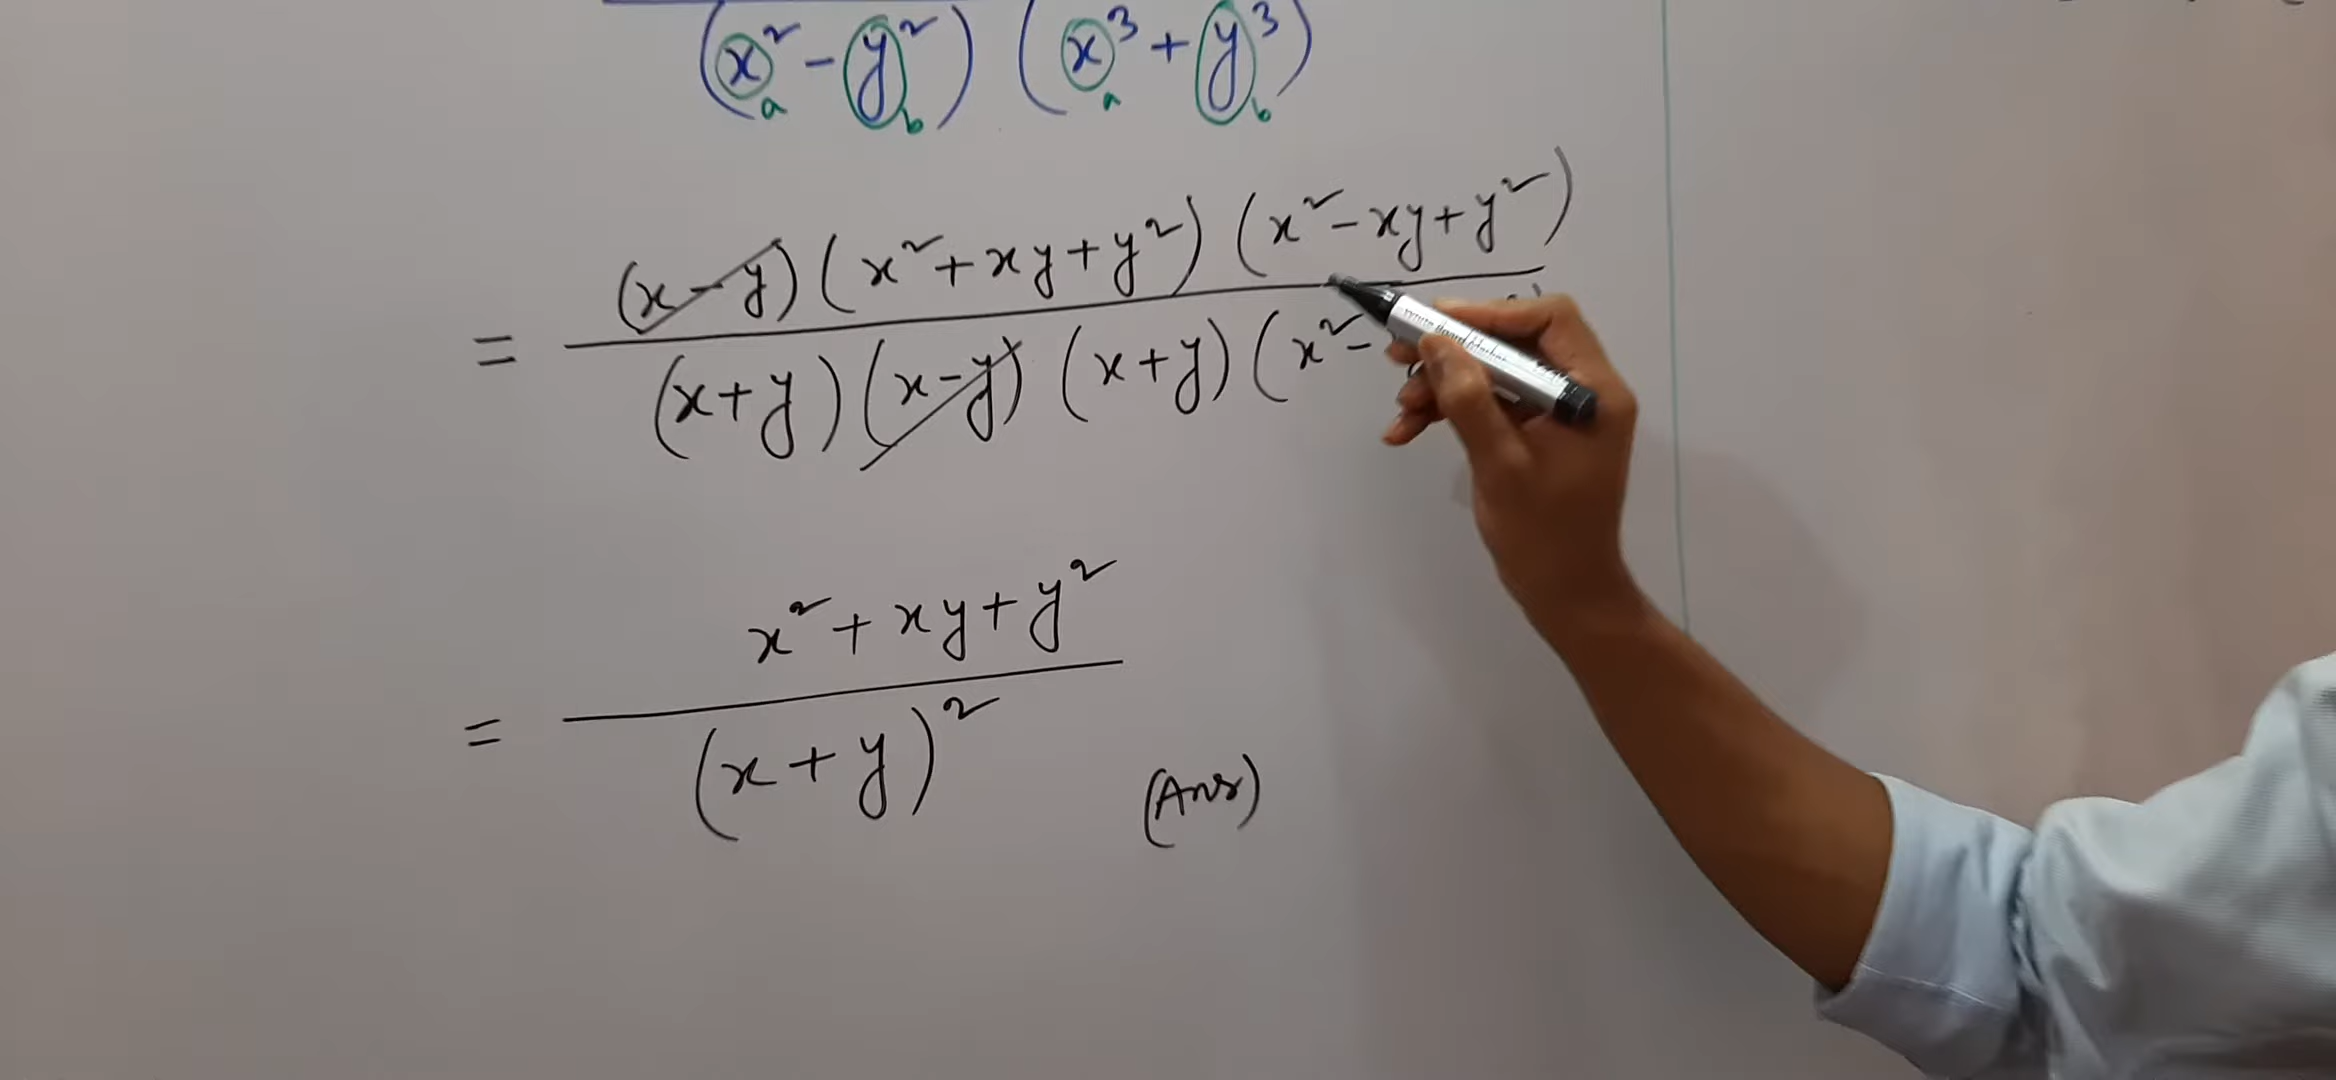 (x² - y²) (x³ + y³)
a b a b
(x - y) (x² + xy + y²) (x² - xy + y²)
=
(x + y) (x - y) (x + y) (x² -
x² + xy + y²
=
(x + y)²
(Ans)